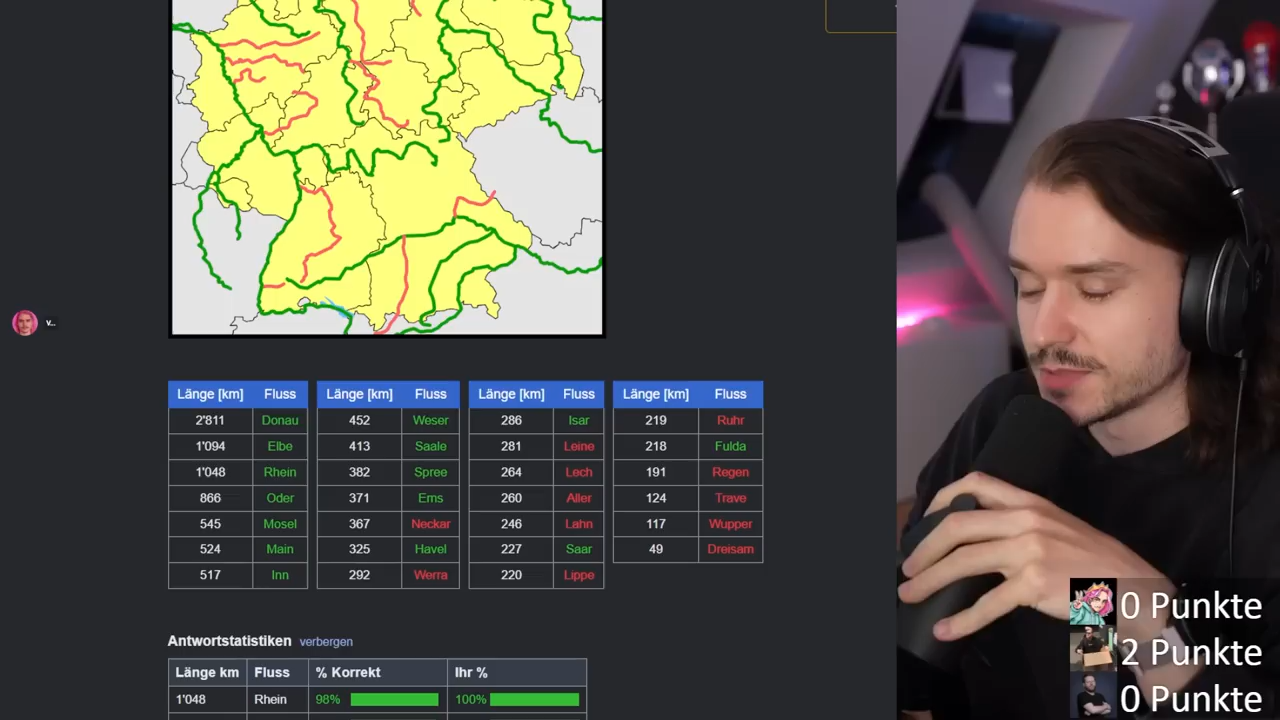 v...
Länge [km] Fluss Länge [km] Fluss Länge [km] Fluss Länge [km] Fluss
2'811 Donau 452 Weser 286 Isar 219 Ruhr
1'094 Elbe 413 Saale 281 Leine 218 Fulda
1'048 Rhein 382 Spree 264 Lech 191 Regen
866 Oder 371 Ems 260 Aller 124 Trave
545 Mosel 367 Neckar 246 Lahn 117 Wupper
524 Main 325 Havel 227 Saar 49 Dreisam
517 Inn 292 Werra 220 Lippe
Antwortstatistiken verbergen
Länge km Fluss % Korrekt Ihr %
1'048 Rhein 98% 100%
0 Punkte
2 Punkte
0 Punkte